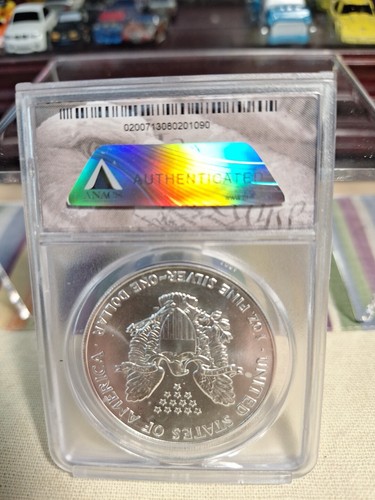 0200713080201090
ANACS
AUTHENTICATED
UNITED STATES OF AMERICA
1 OZ. FINE SILVER~ONE DOLLAR